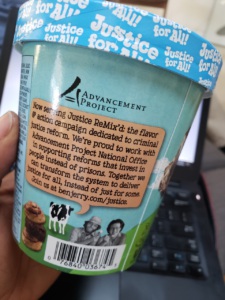 Justice for All!
Justice for All!
Justice for All!
ADVANCEMENT
PROJECT
Now serving Justice ReMix'd: the flavor
& action campaign dedicated to criminal
justice reform. We're proud to work with
Advancement Project National Office
in supporting reforms that invest in
people instead of prisons. Together we
can transform the system to deliver
justice for all, instead of just for some.
Join us at benjerry.com/justice